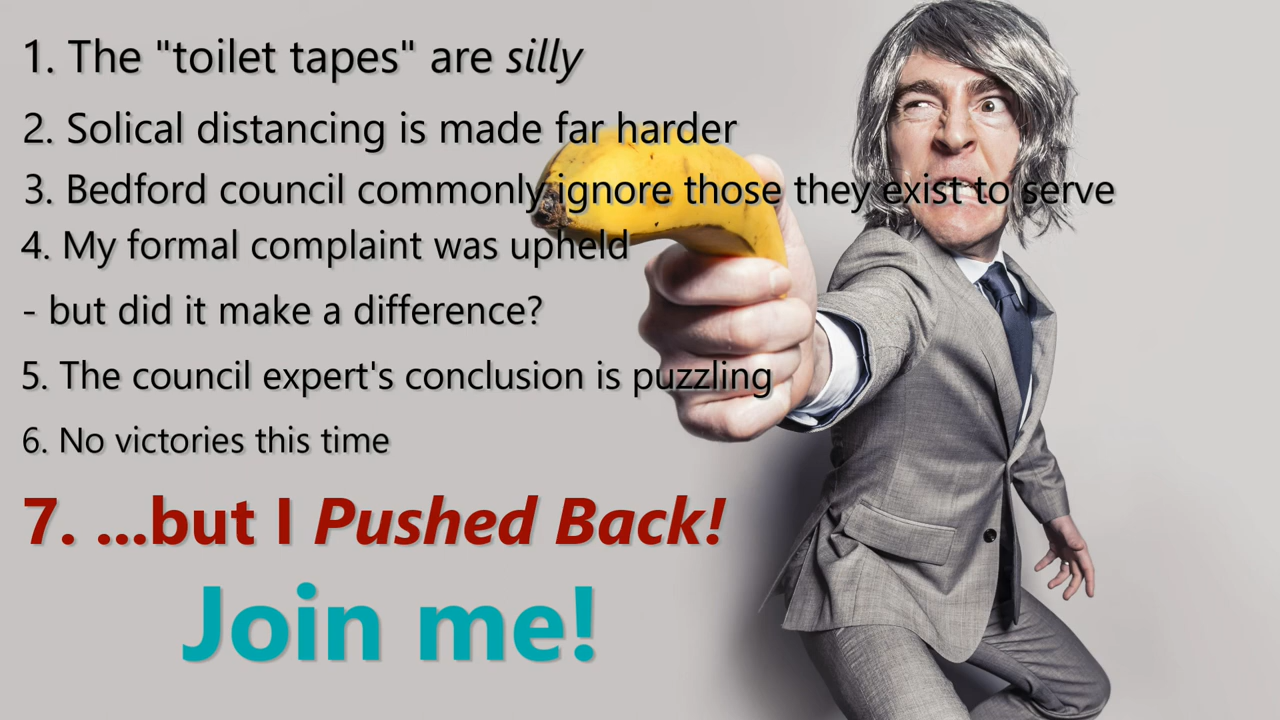 1. The "toilet tapes" are silly
2. Solical distancing is made far harder
3. Bedford council commonly ignore those they exist to serve
4. My formal complaint was upheld
- but did it make a difference?
5. The council expert's conclusion is puzzling
6. No victories this time
7. ...but I Pushed Back!
Join me!